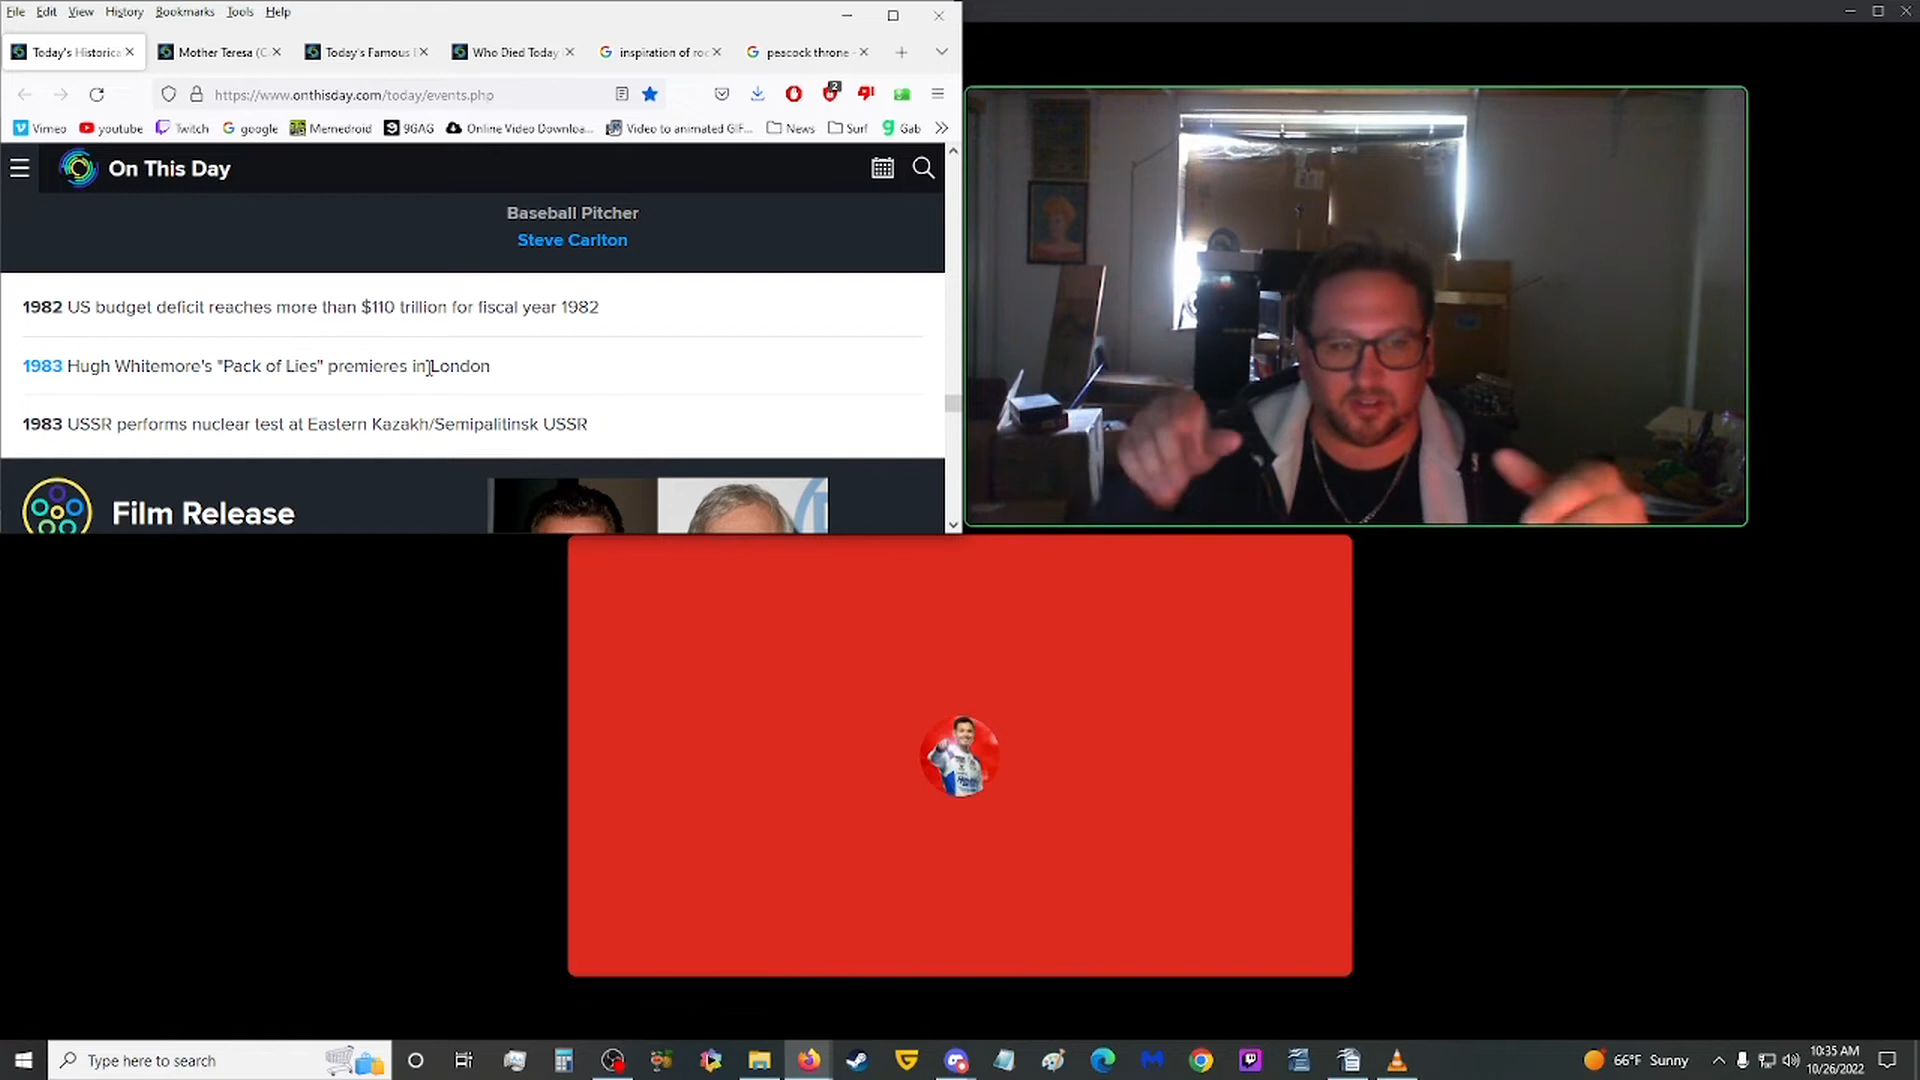 File Edit View History Bookmarks Tools Help
Today's Historica
Mother Teresa (C
Today's Famous
Who Died Today
inspiration of roc
peacock throne
https://www.onthisday.com/today/events.php
2
Vimeo
youtube
Twitch
google
Memedroid
9GAG
Online Video Downloa...
Video to animated GIF...
News
Surf
Gab
On This Day
Baseball Pitcher
Steve Carlton
1982 US budget deficit reaches more than $110 trillion for fiscal year 1982
1983 Hugh Whitemore's "Pack of Lies" premieres in London
1983 USSR performs nuclear test at Eastern Kazakh/Semipalitinsk USSR
Film Release
Type here to search
66°F Sunny
10:35 AM
10/26/2022